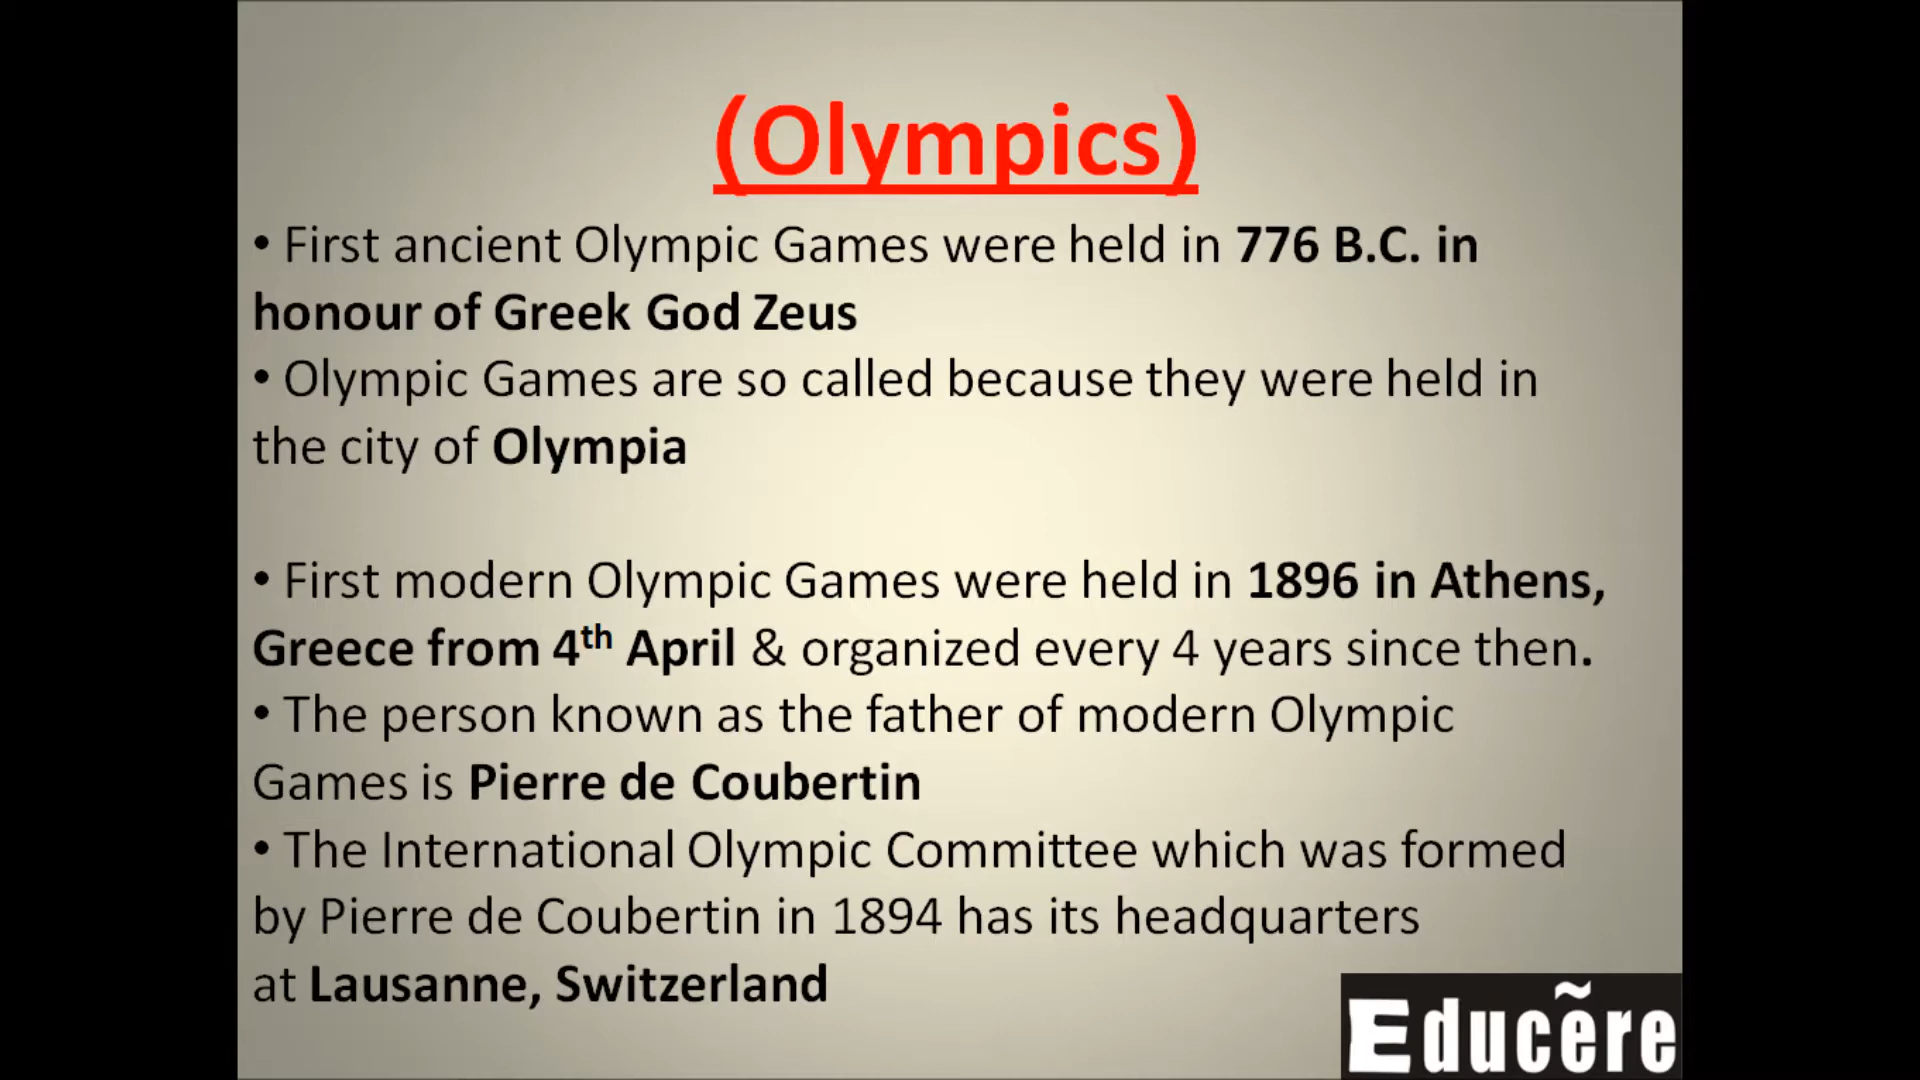 (Olympics)
• First ancient Olympic Games were held in 776 B.C. in
honour of Greek God Zeus
• Olympic Games are so called because they were held in
the city of Olympia
• First modern Olympic Games were held in 1896 in Athens,
Greece from 4th April & organized every 4 years since then.
• The person known as the father of modern Olympic
Games is Pierre de Coubertin
• The International Olympic Committee which was formed
by Pierre de Coubertin in 1894 has its headquarters
at Lausanne, Switzerland
Educẽre